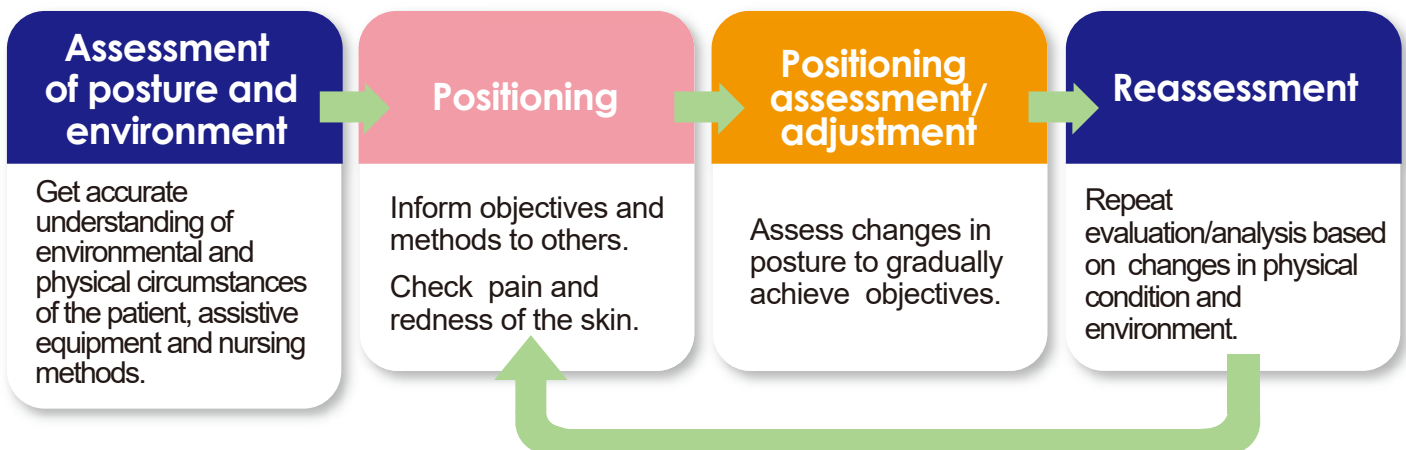 Assessment
of posture and
environment
Get accurate
understanding of
environmental and
physical circumstances
of the patient, assistive
equipment and nursing
methods.
Positioning
Inform objectives and
methods to others.
Check pain and
redness of the skin.
Positioning
assessment/
adjustment
Assess changes in
posture to gradually
achieve objectives.
Reassessment
Repeat
evaluation/analysis based
on changes in physical
condition and
environment.